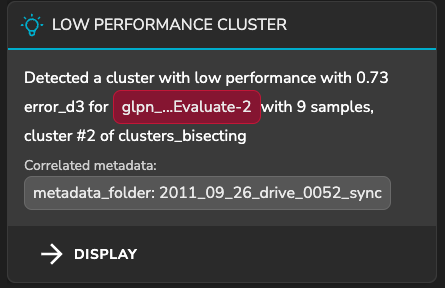 LOW PERFORMANCE CLUSTER
Detected a cluster with low performance with 0.73
error_d3 for glpn_...Evaluate-2 with 9 samples,
cluster #2 of clusters_bisecting
Correlated metadata:
metadata_folder: 2011_09_26_drive_0052_sync
DISPLAY